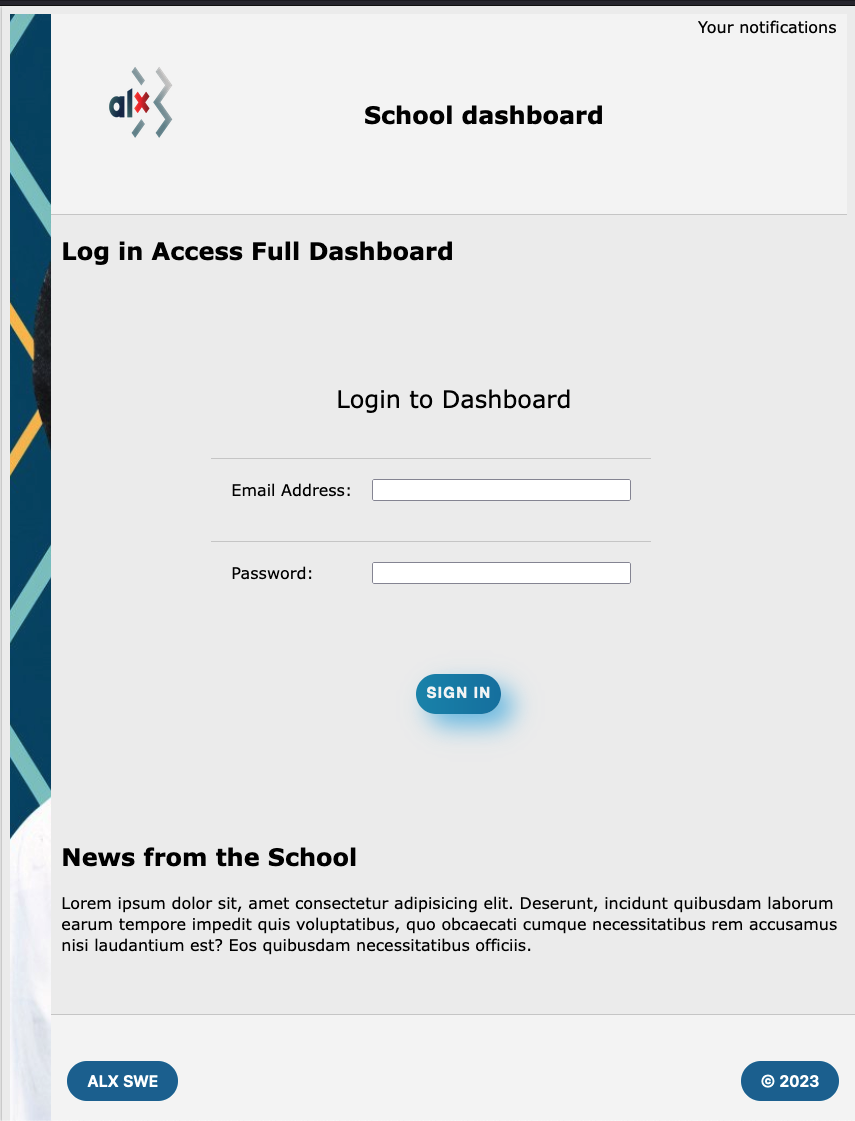 Your notifications
alx
School dashboard
Log in Access Full Dashboard
Login to Dashboard
Email Address:
Password:
SIGN IN
News from the School
Lorem ipsum dolor sit, amet consectetur adipisicing elit. Deserunt, incidunt quibusdam laborum
earum tempore impedit quis voluptatibus, quo obcaecati cumque necessitatibus rem accusamus
nisi laudantium est? Eos quibusdam necessitatibus officiis.
ALX SWE
© 2023